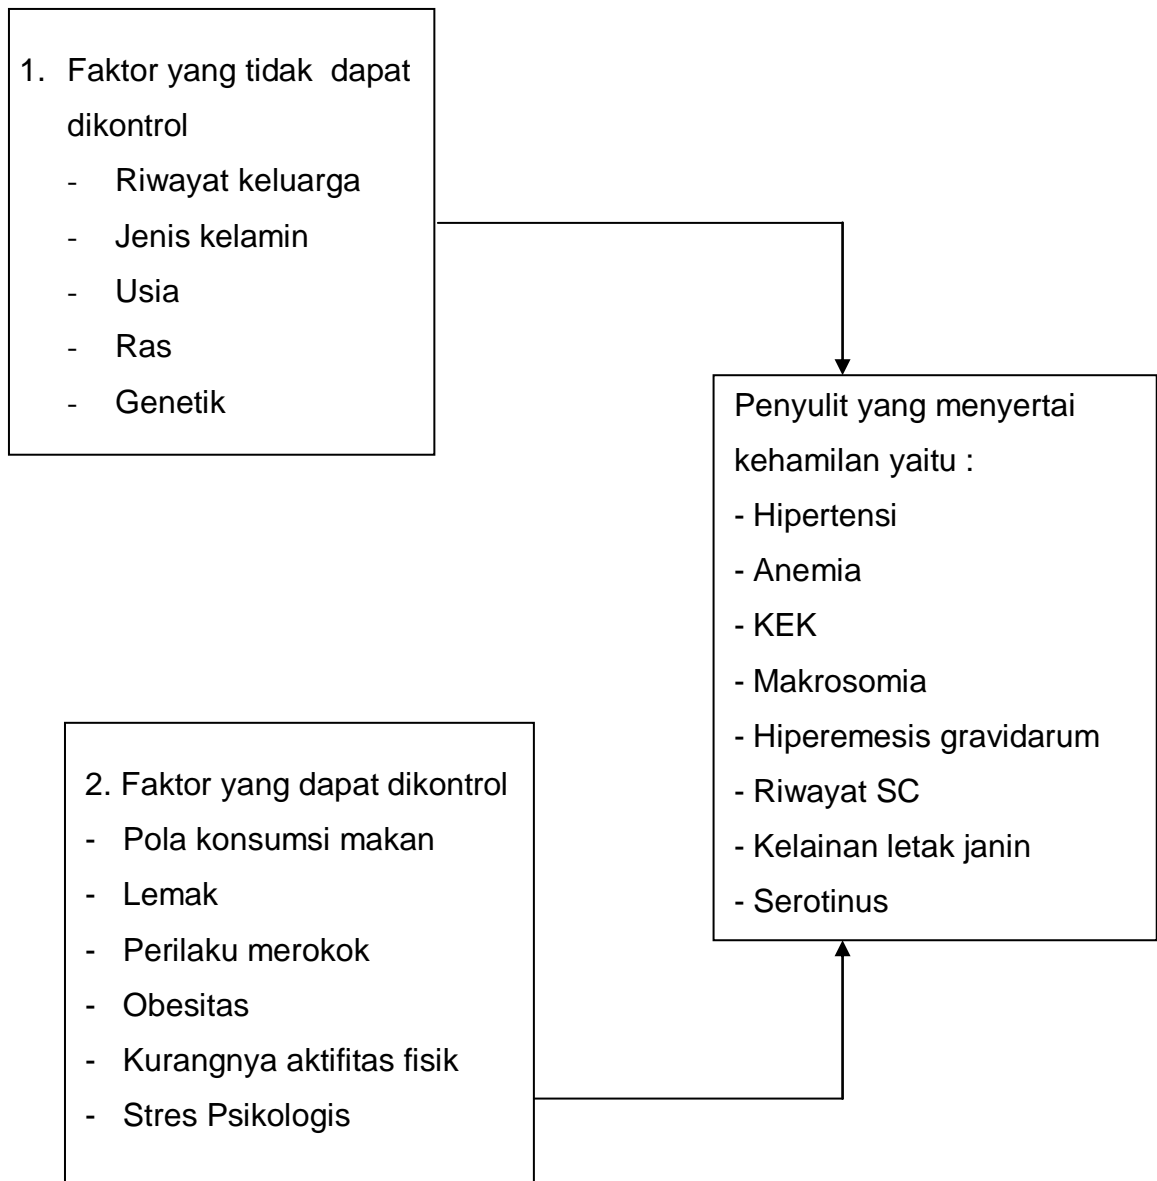 1. Faktor yang tidak dapat
dikontrol
- Riwayat keluarga
- Jenis kelamin
- Usia
- Ras
- Genetik
Penyulit yang menyertai
kehamilan yaitu :
- Hipertensi
- Anemia
- KEK
- Makrosomia
- Hiperemesis gravidarum
- Riwayat SC
- Kelainan letak janin
- Serotinus
2. Faktor yang dapat dikontrol
- Pola konsumsi makan
- Lemak
- Perilaku merokok
- Obesitas
- Kurangnya aktifitas fisik
- Stres Psikologis